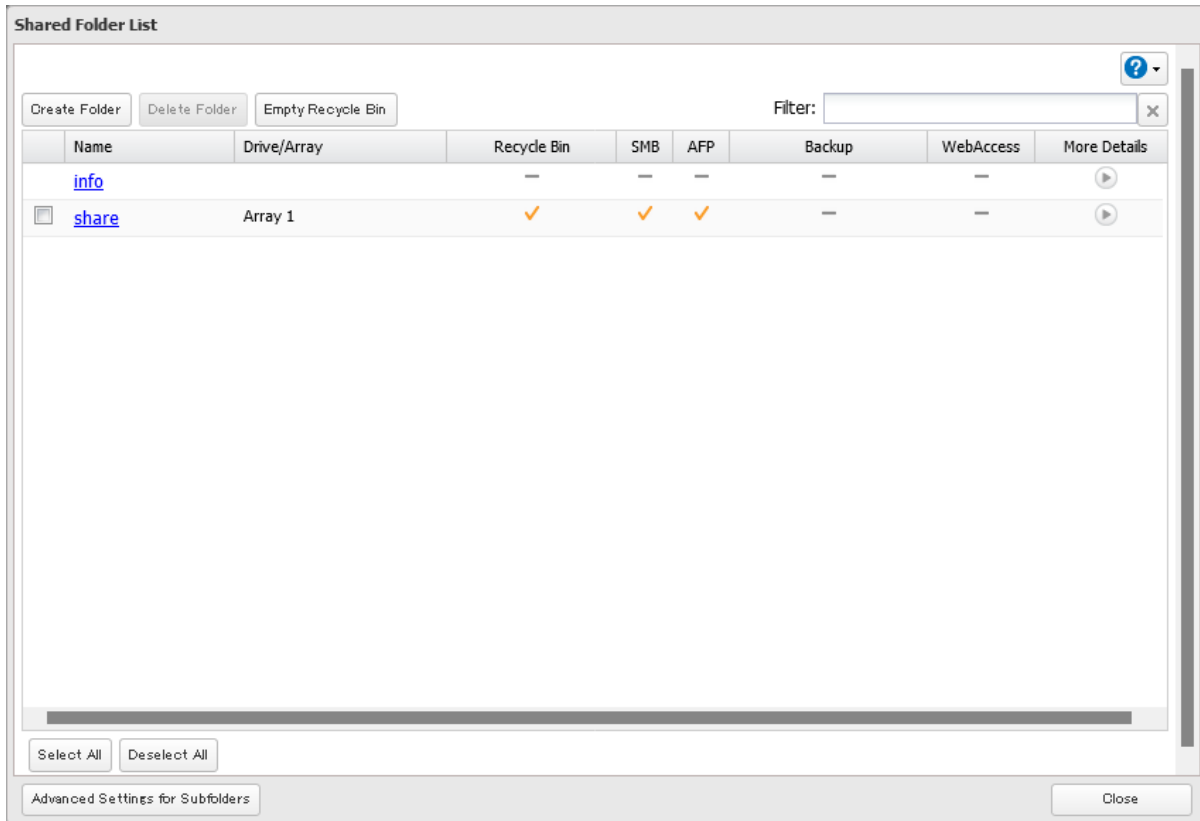 Shared Folder List
Create Folder Delete Folder Empty Recycle Bin Filter:
Name Drive/Array Recycle Bin SMB AFP Backup WebAccess More Details
info
share Array 1
Select All Deselect All
Advanced Settings for Subfolders Close